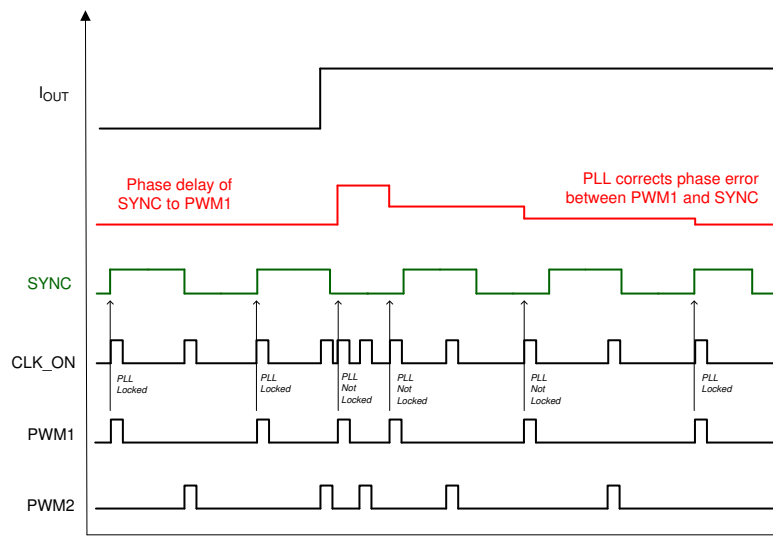 IOUT
Phase delay of
SYNC to PWM1
PLL corrects phase error
between PWM1 and SYNC
SYNC
CLK_ON
PLL
Locked
PLL
Locked
PLL
Not
Locked
PLL
Not
Locked
PLL
Not
Locked
PLL
Locked
PWM1
PWM2